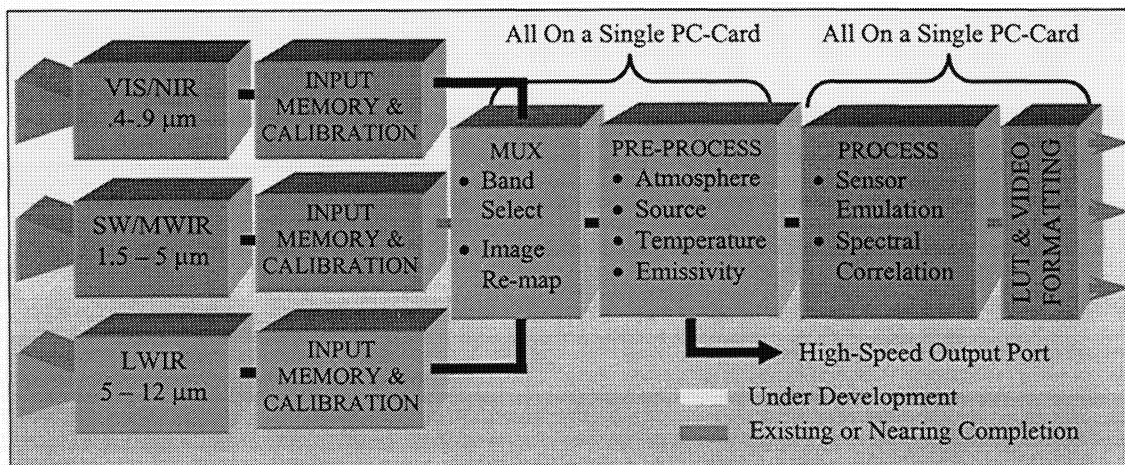 All On a Single PC-Card
All On a Single PC-Card
VIS/NIR
.4-.9 µm
INPUT
MEMORY &
CALIBRATION
SW/MWIR
1.5 – 5 µm
INPUT
MEMORY &
CALIBRATION
LWIR
5 – 12 µm
INPUT
MEMORY &
CALIBRATION
MUX
• Band
Select
• Image
Re-map
PRE-PROCESS
• Atmosphere
• Source
• Temperature
• Emissivity
PROCESS
• Sensor
Emulation
• Spectral
Correlation
LUT & VIDEO
FORMATTING
High-Speed Output Port
Under Development
Existing or Nearing Completion